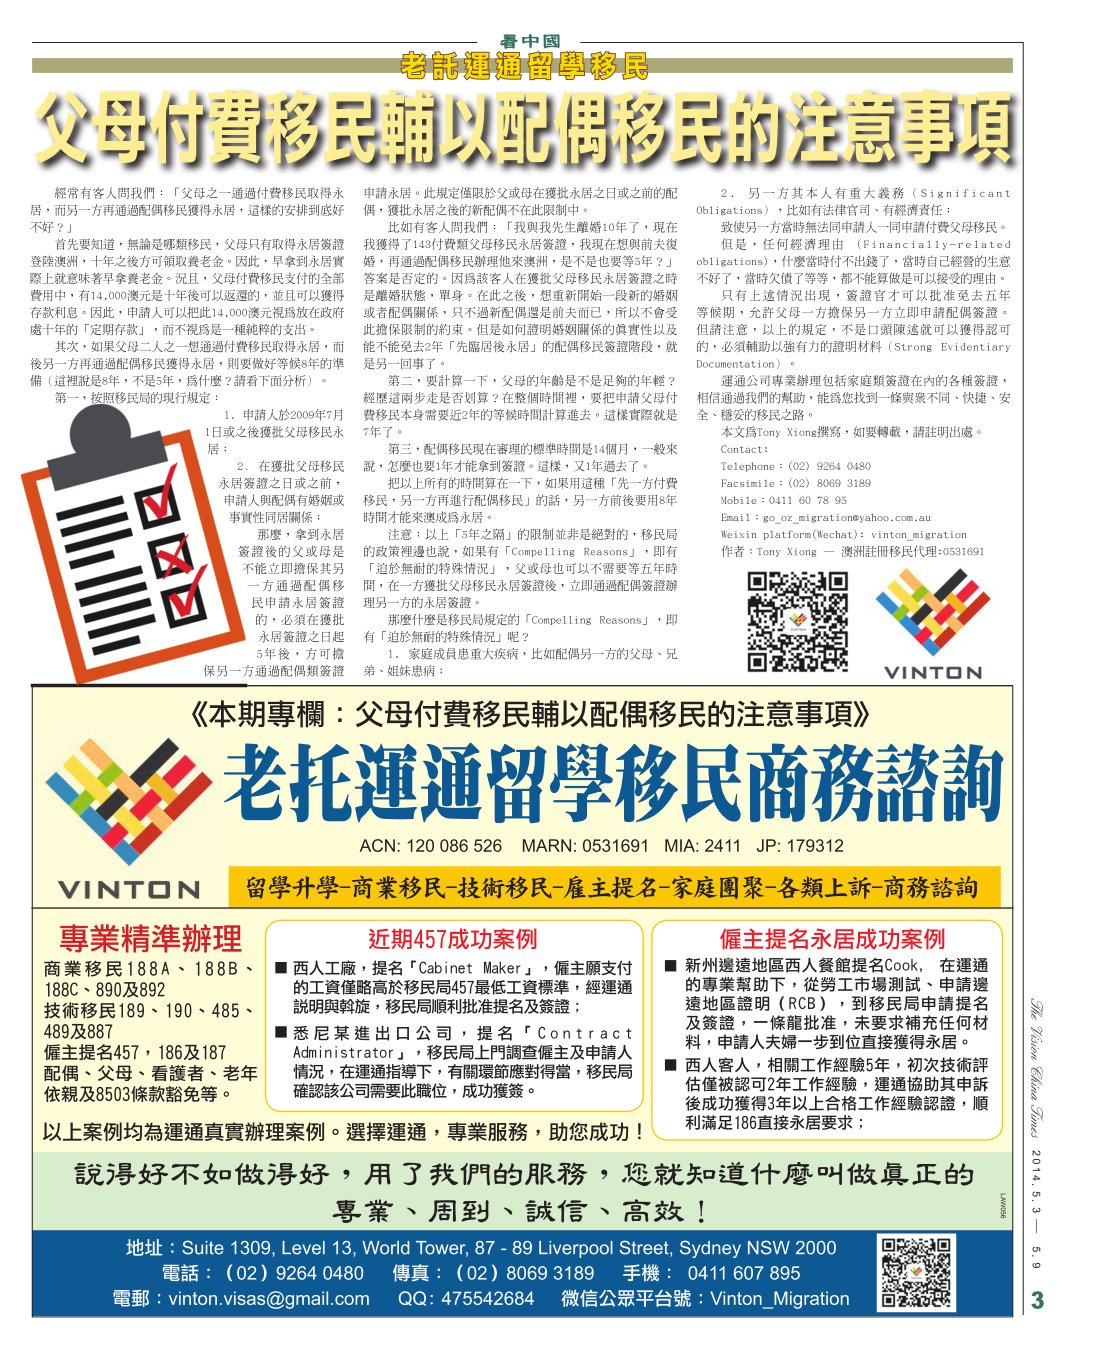 看中國
老託運通留學移民
父母付費移民輔以配偶移民的注意事項
經常有客人問我們：「父母之一通過付費移民取得永
居，而另一方再通過配偶移民獲得永居，這樣的安排到底好
不好？」
首先要知道，無論是哪類移民，父母只有取得永居簽證
登陸澳洲，十年之後方可領取養老金。因此，早拿到永居實
際上就意味著早拿養老金。況且，父母付費移民支付的全部
費用中，有14,000澳元是十年後可以返還的，並且可以獲得
存款利息。因此，申請人可以把此14,000澳元視爲放在政府
處十年的「定期存款」，而不視爲是一種純粹的支出。
其次，如果父母二人之一想通過付費移民取得永居，而
後另一方再通過配偶移民獲得永居，則要做好等候8年的準
備（這裡說是8年，不是5年，爲什麼？請看下面分析）。
第一，按照移民局的現行規定：
1. 申請人於2009年7月
1日或之後獲批父母移民永
居；
2. 在獲批父母移民
永居簽證之日或之前，
申請人與配偶有婚姻或
事實性同居關係；
那麼，拿到永居
簽證後的父或母是
不能立即擔保其另
一方通過配偶移
民申請永居簽證
的，必須在獲批
永居簽證之日起
5年後，方可擔
保另一方通過配偶類簽證
申請永居。此規定僅限於父或母在獲批永居之日或之前的配
偶，獲批永居之後的新配偶不在此限制中。
比如有客人問我們：「我與我先生離婚10年了，現在
我獲得了143付費類父母移民永居簽證，我現在想與前夫復
婚，再通過配偶移民辦理他來澳洲，是不是也要等5年？」
答案是否定的。因爲該客人在獲批父母移民永居簽證之時
是離婚狀態，單身。在此之後，想重新開始一段新的婚姻
或者配偶關係，只不過新配偶還是前夫而已，所以不會受
此擔保限制的約束。但是如何證明婚姻關係的眞實性以及
能不能免去2年「先臨居後永居」的配偶移民簽證階段，就
是另一回事了。
第二，要計算一下，父母的年齡是不是足夠的年輕？
經歷這兩步走是否划算？在整個時間裡，要把申請父母付
費移民本身需要近2年的等候時間計算進去。這樣實際就是
7年了。
第三，配偶移民現在審理的標準時間是14個月，一般來
說，怎麼也要1年才能拿到簽證。這樣，又1年過去了。
把以上所有的時間算在一下，如果用這種「先一方付費
移民，另一方再進行配偶移民」的話，另一方前後要用8年
時間才能來澳成爲永居。
注意：以上「5年之隔」的限制並非是絕對的，移民局
的政策裡邊也說，如果有「Compelling Reasons」，即有
「迫於無耐的特殊情況」，父或母也可以不需要等五年時
間，在一方獲批父母移民永居簽證後，立即通過配偶簽證辦
理另一方的永居簽證。
那麼什麼是移民局規定的「Compelling Reasons」，即
有「迫於無耐的特殊情況」呢？
1. 家庭成員患重大疾病，比如配偶另一方的父母、兄
弟、姐妹患病；
2. 另一方其本人有重大義務（Significant
Obligations），比如有法律官司、有經濟責任；
致使另一方當時無法同申請人一同申請付費父母移民。
但是，任何經濟理由（Financially-related
obligations)，什麼當時付不出錢了，當時自己經營的生意
不好了，當時欠債了等等，都不能算做是可以接受的理由。
只有上述情況出現，簽證官才可以批准免去五年
等候期，允許父母一方擔保另一方立即申請配偶簽證。
但請注意，以上的規定，不是口頭陳述就可以獲得認可
的，必須輔助以強有力的證明材料（Strong Evidentiary
Documentation）。
運通公司專業辦理包括家庭類簽證在內的各種簽證，
相信通過我們的幫助，能爲您找到一條與衆不同、快捷、安
全、穩妥的移民之路。
本文爲Tony Xiong撰寫，如要轉載，請註明出處。
Contact:
Telephone：(02) 9264 0480
Facsimile：(02) 8069 3189
Mobile：0411 60 78 95
Email：go_oz_migration@yahoo.com.au
Weixin platform(Wechat): vinton_migration
作者：Tony Xiong — 澳洲註冊移民代理:0531691
VINTON
VINTON
《本期專欄：父母付費移民輔以配偶移民的注意事項》
老托運通留學移民商務諮詢
ACN: 120 086 526 MARN: 0531691 MIA: 2411 JP: 179312
VINTON
留學升學-商業移民-技術移民-雇主提名-家庭團聚-各類上訴-商務諮詢
專業精準辦理
商業移民188A、188B、
188C、890及892
技術移民189、190、485、
489及887
僱主提名457，186及187
配偶、父母、看護者、老年
依親及8503條款豁免等。
近期457成功案例
■ 西人工廠，提名「Cabinet Maker」，僱主願支付
的工資僅略高於移民局457最低工資標準，經運通
說明與斡旋，移民局順利批准提名及簽證；
■ 悉尼某進出口公司，提名「Contract
Administrator」，移民局上門調查僱主及申請人
情況，在運通指導下，有關環節應對得當，移民局
確認該公司需要此職位，成功獲簽。
僱主提名永居成功案例
■ 新州邊遠地區西人餐館提名Cook, 在運通
的專業幫助下，從勞工市場測試、申請邊
遠地區證明（RCB），到移民局申請提名
及簽證，一條龍批准，未要求補充任何材
料，申請人夫婦一步到位直接獲得永居。
■ 西人客人，相關工作經驗5年，初次技術評
估僅被認可2年工作經驗，運通協助其申訴
後成功獲得3年以上合格工作經驗認證，順
利滿足186直接永居要求；
以上案例均為運通真實辦理案例。選擇運通，專業服務，助您成功！
說得好不如做得好，用了我們的服務，您就知道什麼叫做眞正的
專業、周到、誠信、高效！
LAW056
地址：Suite 1309, Level 13, World Tower, 87 - 89 Liverpool Street, Sydney NSW 2000
電話：（02）9264 0480 傳真：（02）8069 3189 手機： 0411 607 895
電郵：vinton.visas@gmail.com QQ: 475542684 微信公眾平台號：Vinton_Migration
The Vision China Times 2014.5.3 — 5.9
3